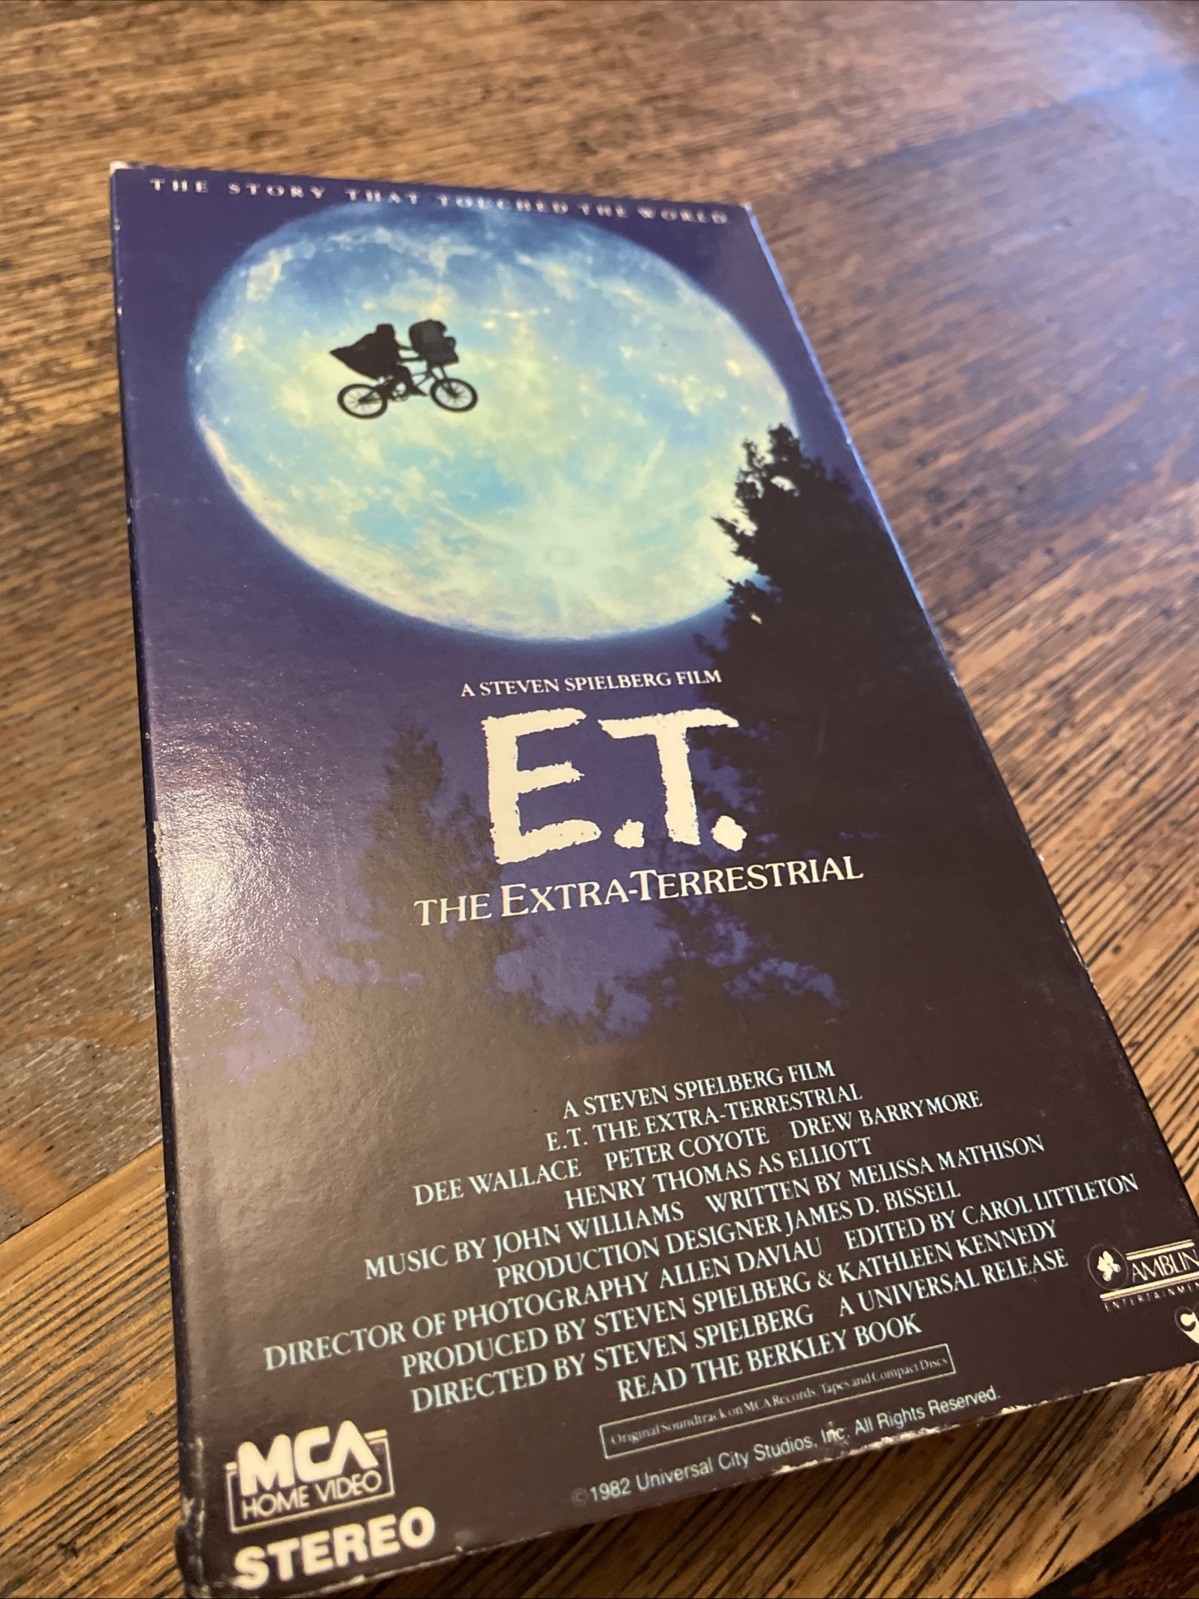 THE STORY THAT TOUCHED THE WORLD
A STEVEN SPIELBERG FILM
E.T.
THE EXTRA-TERRESTRIAL
A STEVEN SPIELBERG FILM
E.T. THE EXTRA-TERRESTRIAL
DEE WALLACE PETER COYOTE DREW BARRYMORE
HENRY THOMAS AS ELLIOTT
MUSIC BY JOHN WILLIAMS WRITTEN BY MELISSA MATHISON
PRODUCTION DESIGNER JAMES D. BISSELL
DIRECTOR OF PHOTOGRAPHY ALLEN DAVIAU EDITED BY CAROL LITTLETON
PRODUCED BY STEVEN SPIELBERG & KATHLEEN KENNEDY
DIRECTED BY STEVEN SPIELBERG A UNIVERSAL RELEASE
READ THE BERKLEY BOOK
AMBLIN
ENTERTAINMENT
Original Soundtrack on MCA Records, Tapes and Compact Discs
©1982 Universal City Studios, Inc. All Rights Reserved.
MCA
HOME VIDEO
STEREO